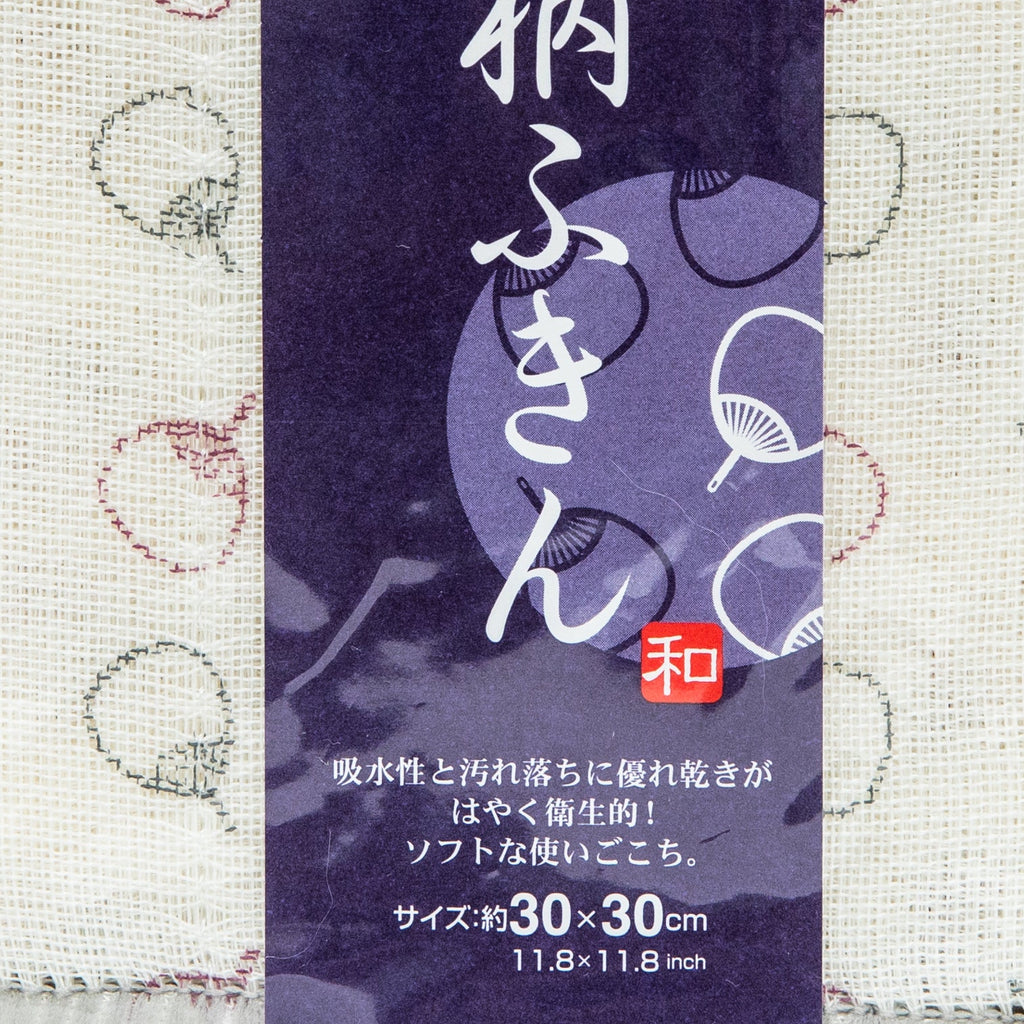 柄ふきん
和
吸水性と汚れ落ちに優れ乾きが
はやく衛生的!
ソフトな使いごこち。
サイズ:約30×30cm
11.8×11.8 inch